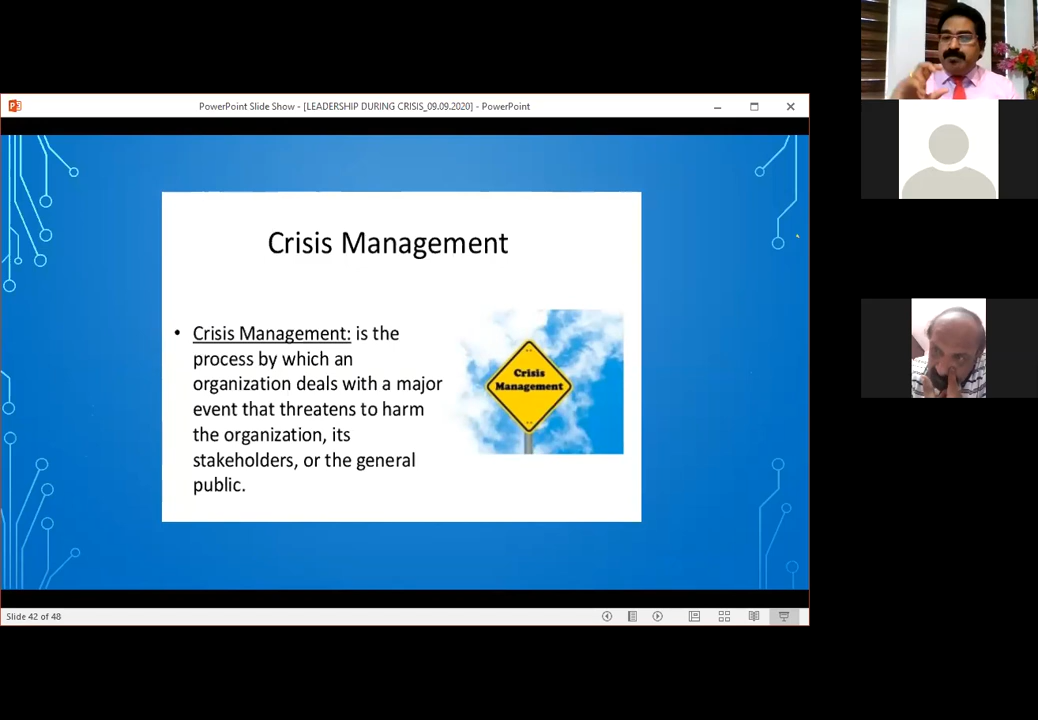 PowerPoint Slide Show - [LEADERSHIP DURING CRISIS_09.09.2020] - PowerPoint
Crisis Management
• Crisis Management: is the
process by which an
organization deals with a major
event that threatens to harm
the organization, its
stakeholders, or the general
public.
Crisis
Management
Slide 42 of 48